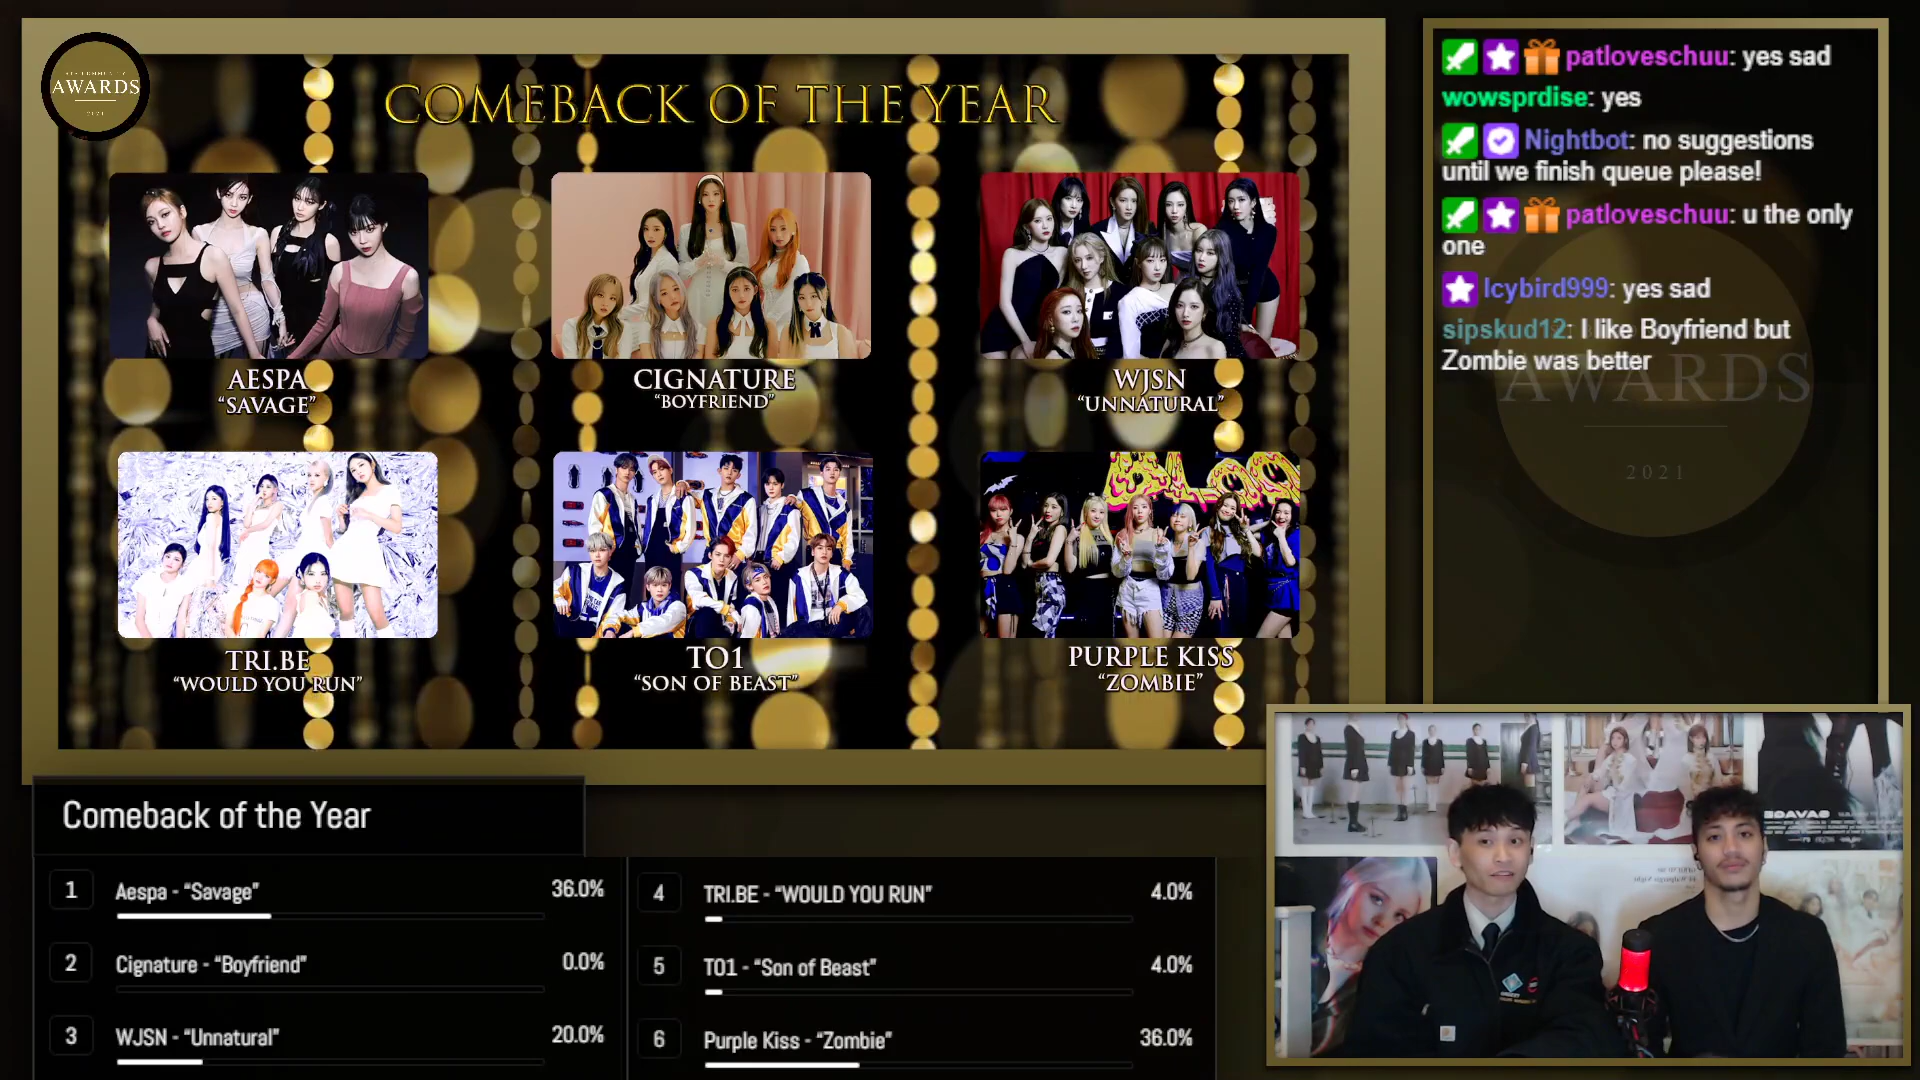 AWARDS
2021
COMEBACK OF THE YEAR
AESPA
“SAVAGE”
CIGNATURE
“BOYFRIEND”
WJSN
“UNNATURAL”
TRI.BE
“WOULD YOU RUN”
TO1
“SON OF BEAST”
PURPLE KISS
“ZOMBIE”
patloveschuu: yes sad
wowsprdise: yes
Nightbot: no suggestions
until we finish queue please!
patloveschuu: u the only
one
Icybird999: yes sad
sipskud12: I like Boyfriend but
Zombie was better
AWARDS
2021
Comeback of the Year
1 Aespa - “Savage” 36.0%
2 Cignature - “Boyfriend” 0.0%
3 WJSN - “Unnatural” 20.0%
4 TRI.BE - “WOULD YOU RUN” 4.0%
5 TO1 - “Son of Beast” 4.0%
6 Purple Kiss - “Zombie” 36.0%
SAVAGE